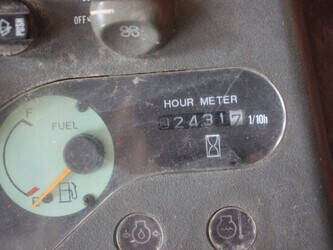 OFF
HOUR METER
024317 1/10h
FUEL
F
E